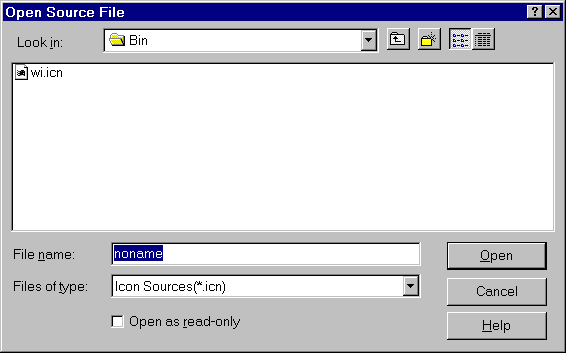 Open Source File
Look in: Bin
wi.icn
File name: noname Open
Files of type: Icon Sources(*.icn) Cancel
Open as read-only Help